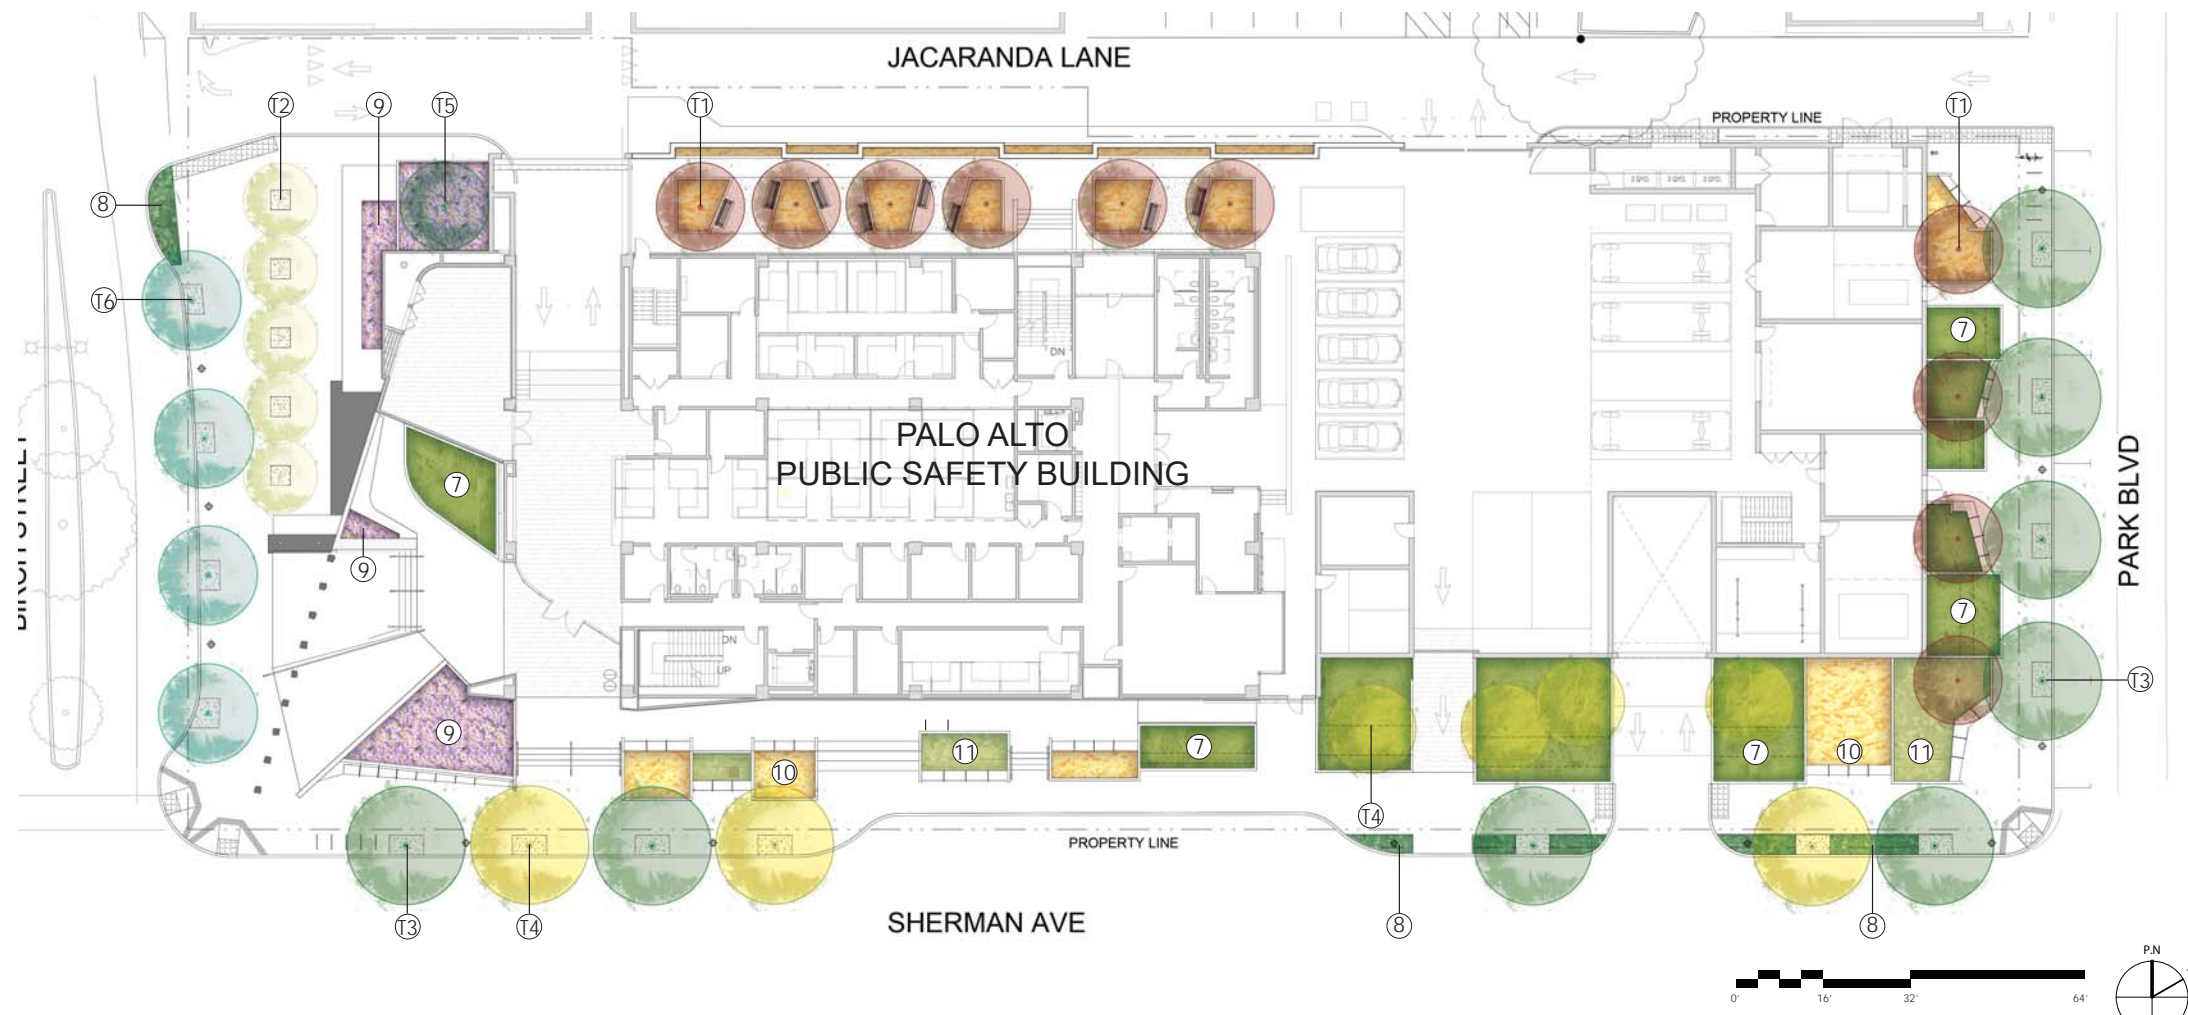 JACARANDA LANE
PROPERTY LINE
T2
9
T5
T1
T1
8
T6
7
DN
PALO ALTO
PUBLIC SAFETY BUILDING
PARK BLVD
7
9
7
DN
UP
T3
9
7
11
10
7
10
11
T4
PROPERTY LINE
T3
T4
8
8
SHERMAN AVE
P.N
0'
16'
32'
64'